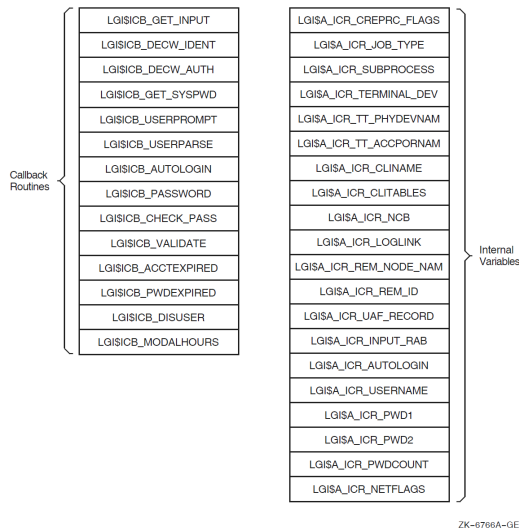 LGI$ICB_GET_INPUT
LGI$ICB_DECW_IDENT
LGI$ICB_DECW_AUTH
LGI$ICB_GET_SYSPWD
LGI$ICB_USERPROMPT
LGI$ICB_USERPARSE
LGI$ICB_AUTOLOGIN
LGI$ICB_PASSWORD
LGI$ICB_CHECK_PASS
LGI$ICB_VALIDATE
LGI$ICB_ACCTEXPIRED
LGI$ICB_PWDEXPIRED
LGI$ICB_DISUSER
LGI$ICB_MODALHOURS
Callback
Routines
LGI$A_ICR_CREPRC_FLAGS
LGI$A_ICR_JOB_TYPE
LGI$A_ICR_SUBPROCESS
LGI$A_ICR_TERMINAL_DEV
LGI$A_ICR_TT_PHYDEVNAM
LGI$A_ICR_TT_ACCPORNAM
LGI$A_ICR_CLINAME
LGI$A_ICR_CLITABLES
LGI$A_ICR_NCB
LGI$A_ICR_LOGLINK
LGI$A_ICR_REM_NODE_NAM
LGI$A_ICR_REM_ID
LGI$A_ICR_UAF_RECORD
LGI$A_ICR_INPUT_RAB
LGI$A_ICR_AUTOLOGIN
LGI$A_ICR_USERNAME
LGI$A_ICR_PWD1
LGI$A_ICR_PWD2
LGI$A_ICR_PWDCOUNT
LGI$A_ICR_NETFLAGS
Internal
Variables
ZK-6766A-GE